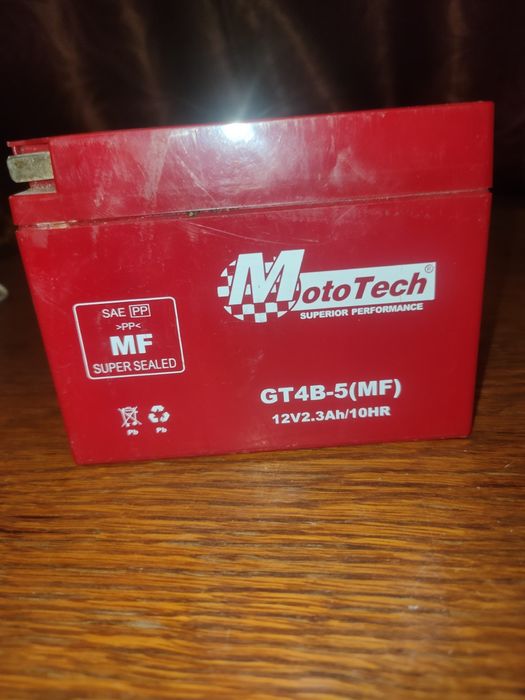 MotoTech®
SUPERIOR PERFORMANCE
SAE PP
>PP<
MF
SUPER SEALED
GT4B-5(MF)
12V2.3Ah/10HR
Pb
Pb